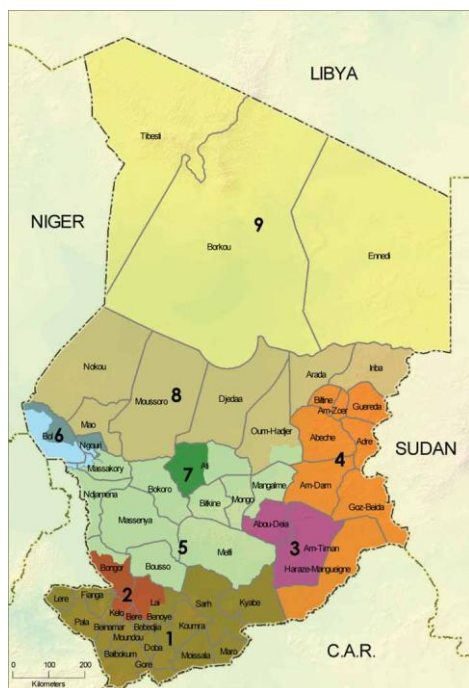 LIBYA
Tibesti
NIGER
9
Borkou
Ennedi
Nokou
Arada
Iriba
8
Moussoro
Djedaa
Biltine
Am-Zoer
Guereda
Mao
Oum-Hadjer
6
Bol
Ngouri
Abeche
Adre
SUDAN
Massakory
Ati
7
4
Ndjamena
Bokoro
Mangalme
Mongo
Bitkine
Am-Dam
Goz-Beida
Massenya
Abou-Deia
5
3
Am-Timan
Melfi
Haraze-Mangueigne
Bousso
Bongor
2
Lere
Fianga
Lai
Sarh
Kyabe
Kelo
Bere
Benoye
Pala
Beinamar
Bebedjia
Koumra
Moundou
1
Doba
Maro
Baibokum
Moissala
Gore
C.A.R.
0
100
200
Kilometers